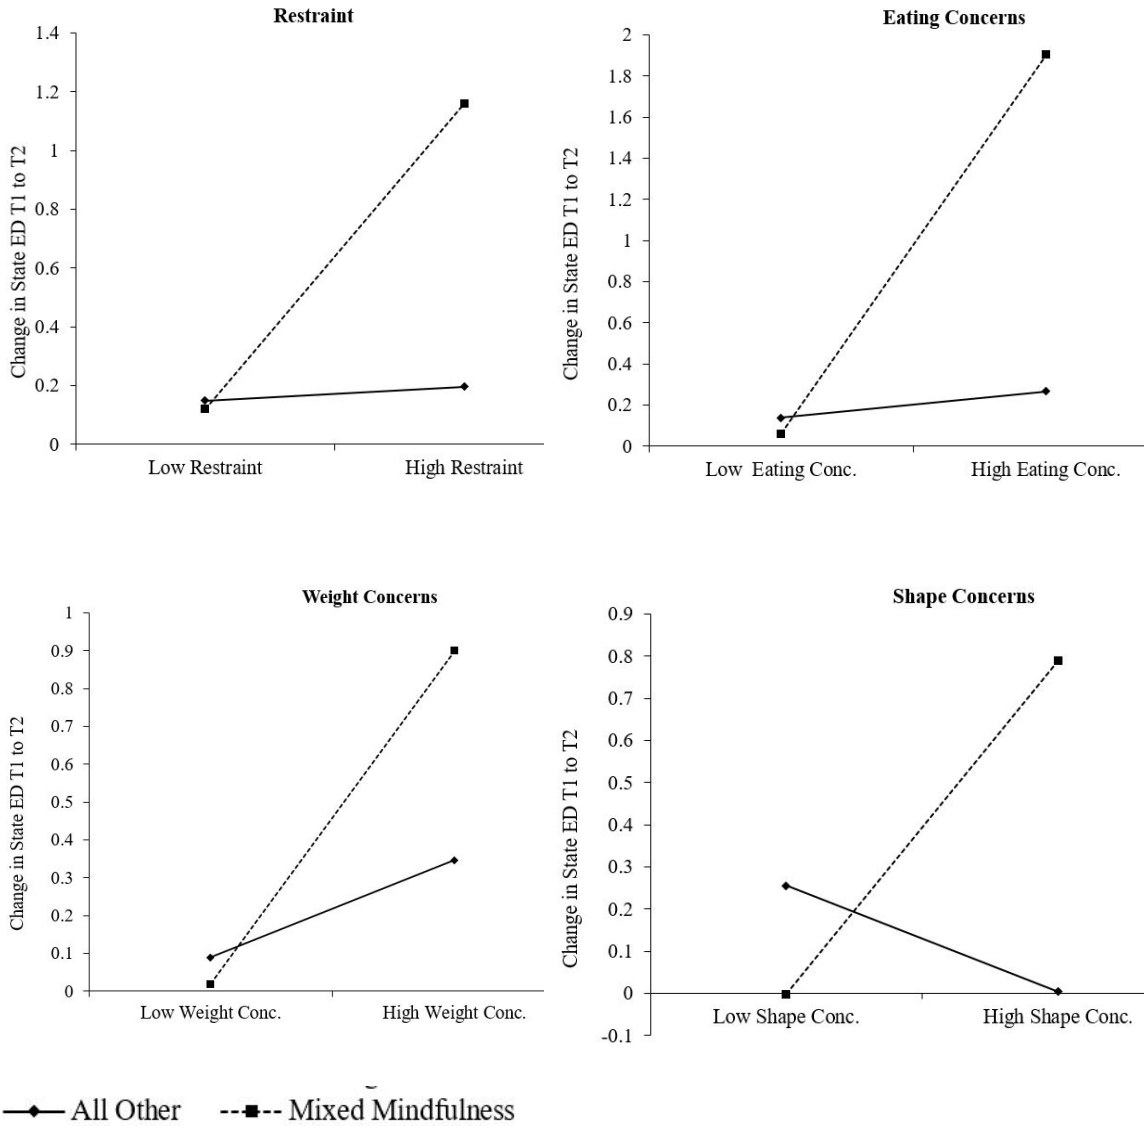 Restraint
Change in State ED T1 to T2
1.4
1.2
1
0.8
0.6
0.4
0.2
0
Low Restraint
High Restraint
Eating Concerns
Change in State ED T1 to T2
2
1.8
1.6
1.4
1.2
1
0.8
0.6
0.4
0.2
0
Low Eating Conc.
High Eating Conc.
Weight Concerns
Change in State ED T1 to T2
1
0.9
0.8
0.7
0.6
0.5
0.4
0.3
0.2
0.1
0
Low Weight Conc.
High Weight Conc.
Shape Concerns
Change in State ED T1 to T2
0.9
0.8
0.7
0.6
0.5
0.4
0.3
0.2
0.1
0
-0.1
Low Shape Conc.
High Shape Conc.
All Other
Mixed Mindfulness